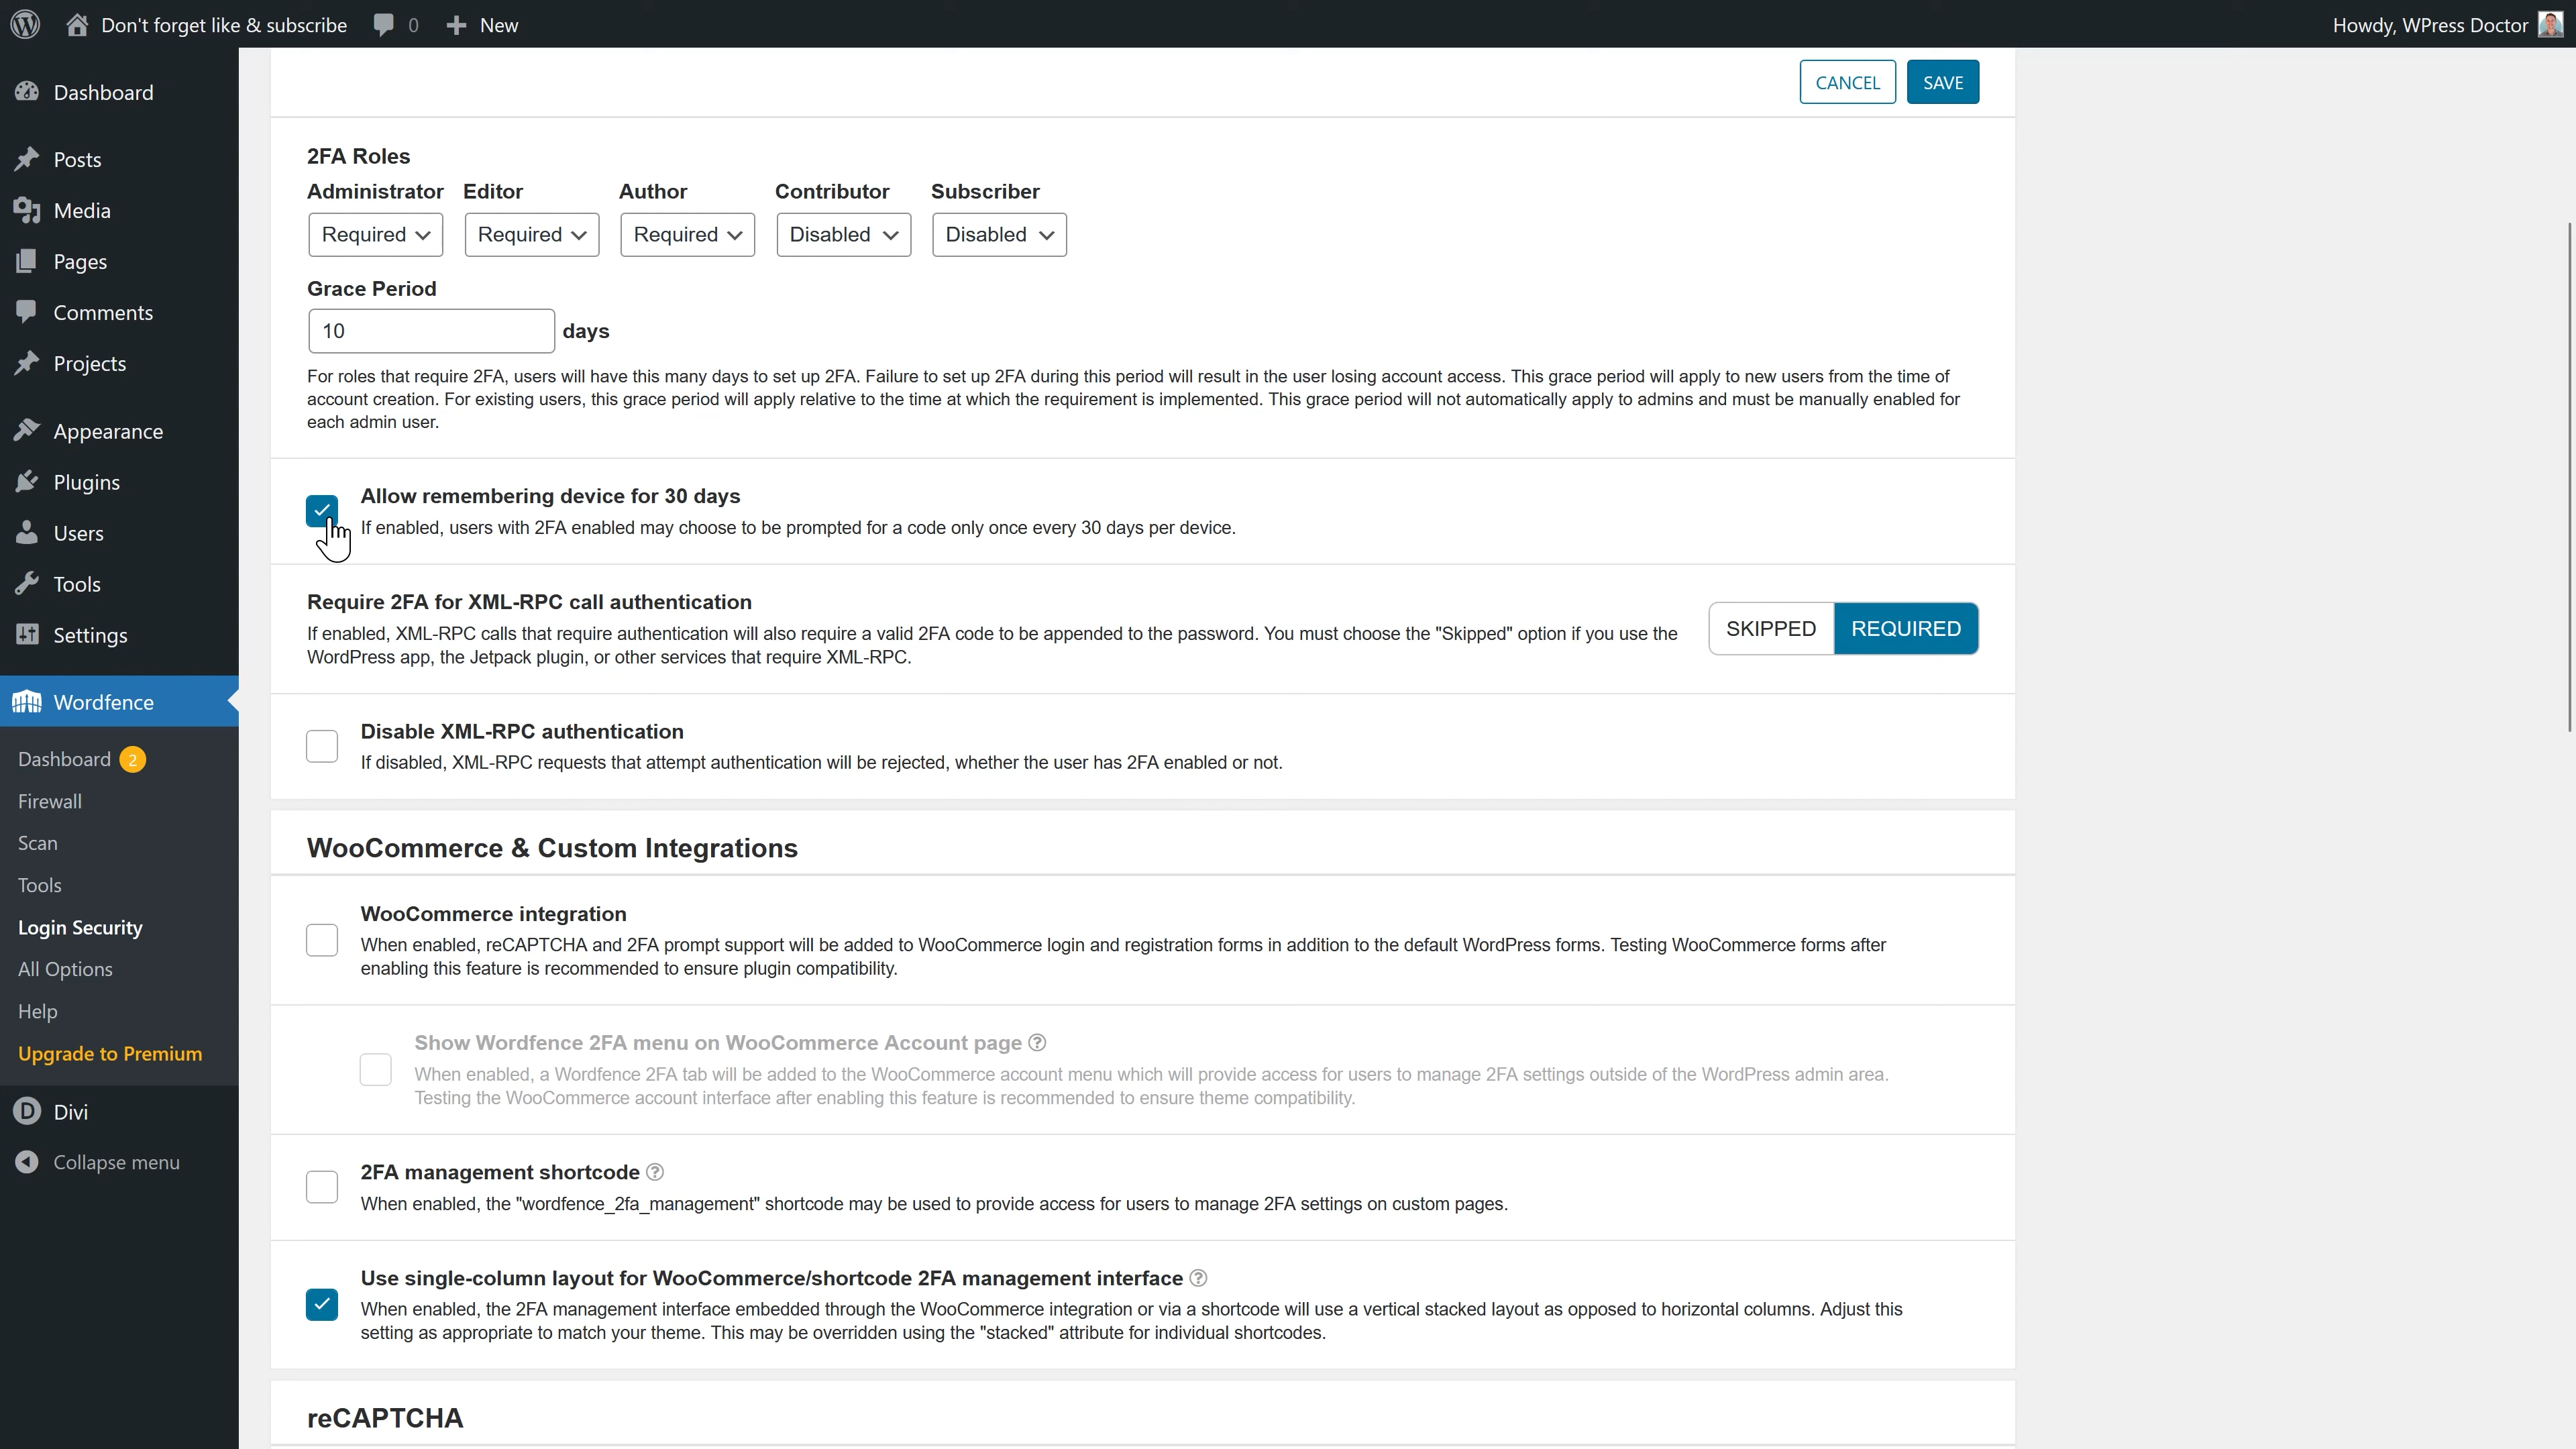 Don't forget like & subscribe 0 New Howdy, WPress Doctor
Dashboard
Posts
Media
Pages
Comments
Projects
Appearance
Plugins
Users
Tools
Settings
Wordfence
Dashboard 2
Firewall
Scan
Tools
Login Security
All Options
Help
Upgrade to Premium
Divi
Collapse menu
CANCEL SAVE
2FA Roles
Administrator Editor Author Contributor Subscriber
Required Required Required Disabled Disabled
Grace Period
10 days
For roles that require 2FA, users will have this many days to set up 2FA. Failure to set up 2FA during this period will result in the user losing account access. This grace period will apply to new users from the time of
account creation. For existing users, this grace period will apply relative to the time at which the requirement is implemented. This grace period will not automatically apply to admins and must be manually enabled for
each admin user.
Allow remembering device for 30 days
If enabled, users with 2FA enabled may choose to be prompted for a code only once every 30 days per device.
Require 2FA for XML-RPC call authentication
If enabled, XML-RPC calls that require authentication will also require a valid 2FA code to be appended to the password. You must choose the "Skipped" option if you use the
WordPress app, the Jetpack plugin, or other services that require XML-RPC.
SKIPPED REQUIRED
Disable XML-RPC authentication
If disabled, XML-RPC requests that attempt authentication will be rejected, whether the user has 2FA enabled or not.
WooCommerce & Custom Integrations
WooCommerce integration
When enabled, reCAPTCHA and 2FA prompt support will be added to WooCommerce login and registration forms in addition to the default WordPress forms. Testing WooCommerce forms after
enabling this feature is recommended to ensure plugin compatibility.
Show Wordfence 2FA menu on WooCommerce Account page ?
When enabled, a Wordfence 2FA tab will be added to the WooCommerce account menu which will provide access for users to manage 2FA settings outside of the WordPress admin area.
Testing the WooCommerce account interface after enabling this feature is recommended to ensure theme compatibility.
2FA management shortcode ?
When enabled, the "wordfence_2fa_management" shortcode may be used to provide access for users to manage 2FA settings on custom pages.
Use single-column layout for WooCommerce/shortcode 2FA management interface ?
When enabled, the 2FA management interface embedded through the WooCommerce integration or via a shortcode will use a vertical stacked layout as opposed to horizontal columns. Adjust this
setting as appropriate to match your theme. This may be overridden using the "stacked" attribute for individual shortcodes.
reCAPTCHA